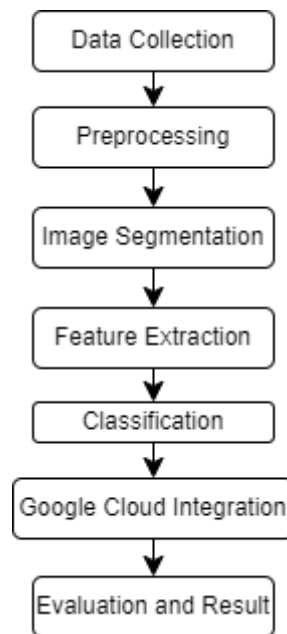 Data Collection
Preprocessing
Image Segmentation
Feature Extraction
Classification
Google Cloud Integration
Evaluation and Result